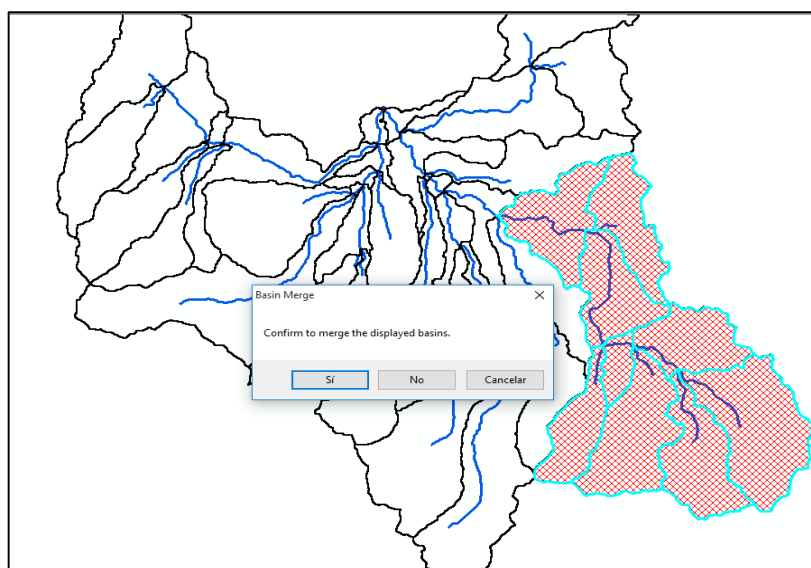 Basin Merge
Confirm to merge the displayed basins.
Sí
No
Cancelar